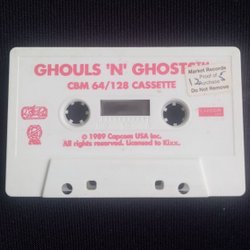 GHOULS 'N' GHOSTS™
CBM 64/128 CASSETTE
Market Records
Proof of
Purchase
Do Not Remove
© 1989 Capcom USA Inc.
All rights reserved. Licensed to Kixx.